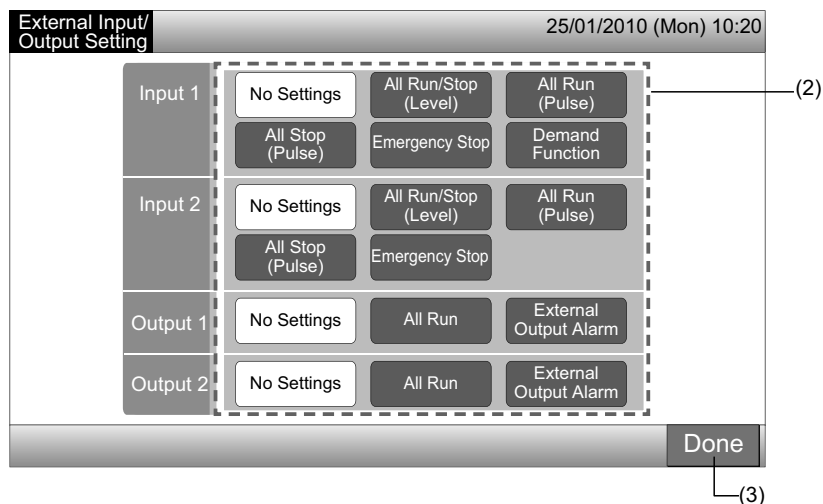 External Input/
Output Setting
25/01/2010 (Mon) 10:20
Input 1
No Settings
All Run/Stop
(Level)
All Run
(Pulse)
All Stop
(Pulse)
Emergency Stop
Demand
Function
(2)
Input 2
No Settings
All Run/Stop
(Level)
All Run
(Pulse)
All Stop
(Pulse)
Emergency Stop
Output 1
No Settings
All Run
External
Output Alarm
Output 2
No Settings
All Run
External
Output Alarm
Done
(3)